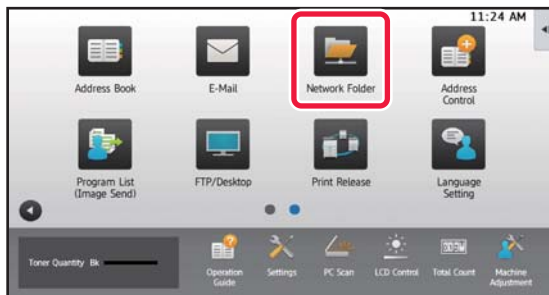 11:24 AM
Address Book
E-Mail
Network Folder
Address
Control
Program List
(Image Send)
FTP/Desktop
Print Release
Language
Setting
Toner Quantity Bk
Operation
Guide
Settings
PC Scan
LCD Control
Total Count
Machine
Adjustment